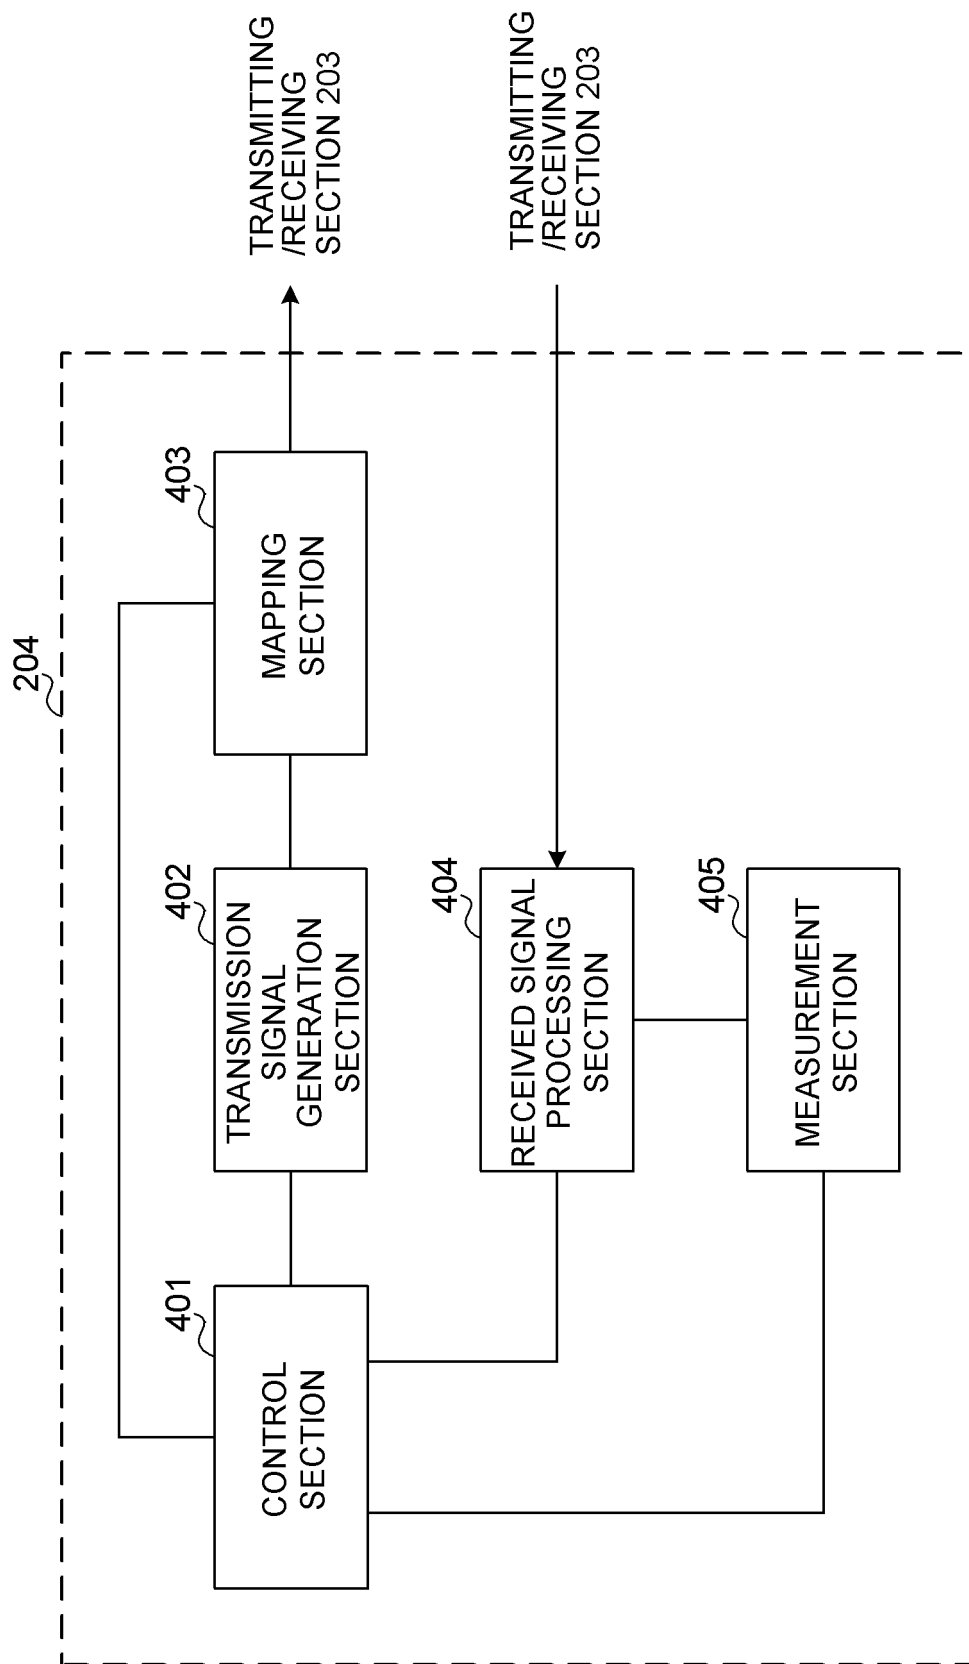 204
401
CONTROL
SECTION
402
TRANSMISSION
SIGNAL
GENERATION
SECTION
403
MAPPING
SECTION
TRANSMITTING
/RECEIVING
SECTION 203
404
RECEIVED SIGNAL
PROCESSING
SECTION
TRANSMITTING
/RECEIVING
SECTION 203
405
MEASUREMENT
SECTION